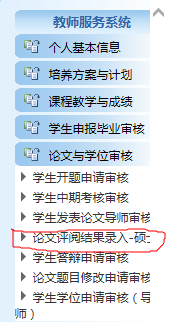 教师服务系统
个人基本信息
培养方案与计划
课程教学与成绩
学生申报毕业审核
论文与学位审核
学生开题申请审核
学生中期考核审核
学生发表论文导师审核
论文评阅结果录入-硕士
学生答辩申请审核
论文题目修改申请审核
学生学位申请审核（导
师）